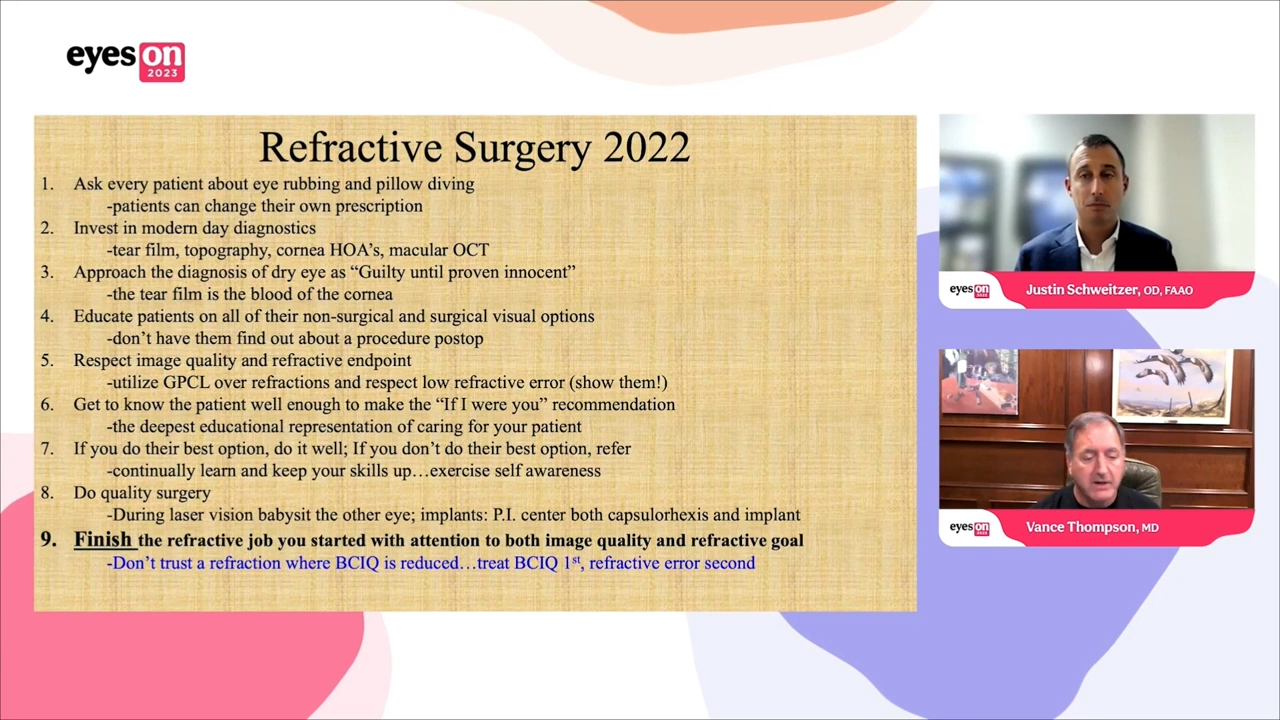 eyes on
2023
Refractive Surgery 2022
1. Ask every patient about eye rubbing and pillow diving
-patients can change their own prescription
2. Invest in modern day diagnostics
-tear film, topography, cornea HOA's, macular OCT
3. Approach the diagnosis of dry eye as “Guilty until proven innocent”
-the tear film is the blood of the cornea
4. Educate patients on all of their non-surgical and surgical visual options
-don't have them find out about a procedure postop
5. Respect image quality and refractive endpoint
-utilize GPCL over refractions and respect low refractive error (show them!)
6. Get to know the patient well enough to make the “If I were you” recommendation
-the deepest educational representation of caring for your patient
7. If you do their best option, do it well; If you don't do their best option, refer
-continually learn and keep your skills up…exercise self awareness
8. Do quality surgery
-During laser vision babysit the other eye; implants: P.I. center both capsulorhexis and implant
9. Finish the refractive job you started with attention to both image quality and refractive goal
-Don't trust a refraction where BCIQ is reduced…treat BCIQ 1st, refractive error second
eyes on
2023
Justin Schweitzer, OD, FAAO
eyes on
2023
Vance Thompson, MD